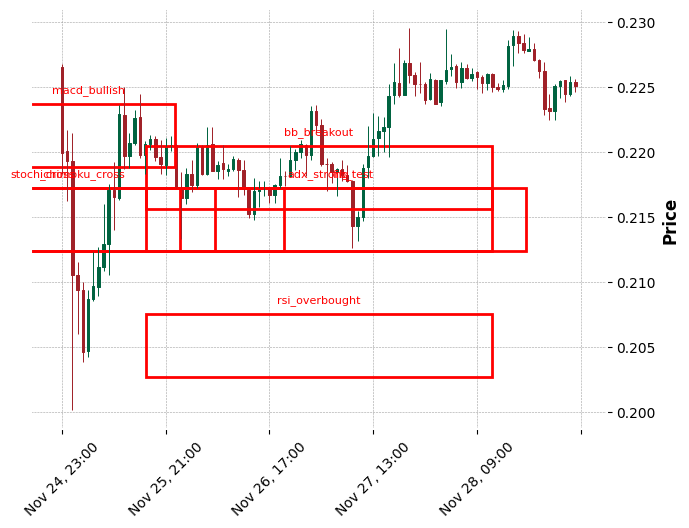 0.230
macd_bullish
0.225
bb_breakout
0.220
adx_strong
test
0.215
Price
0.210
rsi_overbought
0.205
0.200
Nov 24, 23:00
Nov 25, 21:00
Nov 26, 17:00
Nov 27, 13:00
Nov 28, 09:00